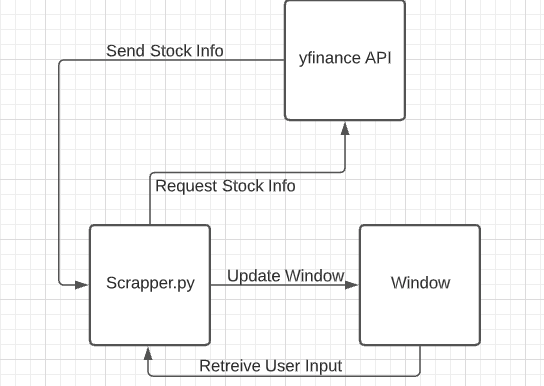 Send Stock Info
yfinance API
Request Stock Info
Scrapper.py
Update Window
Window
Retreive User Input